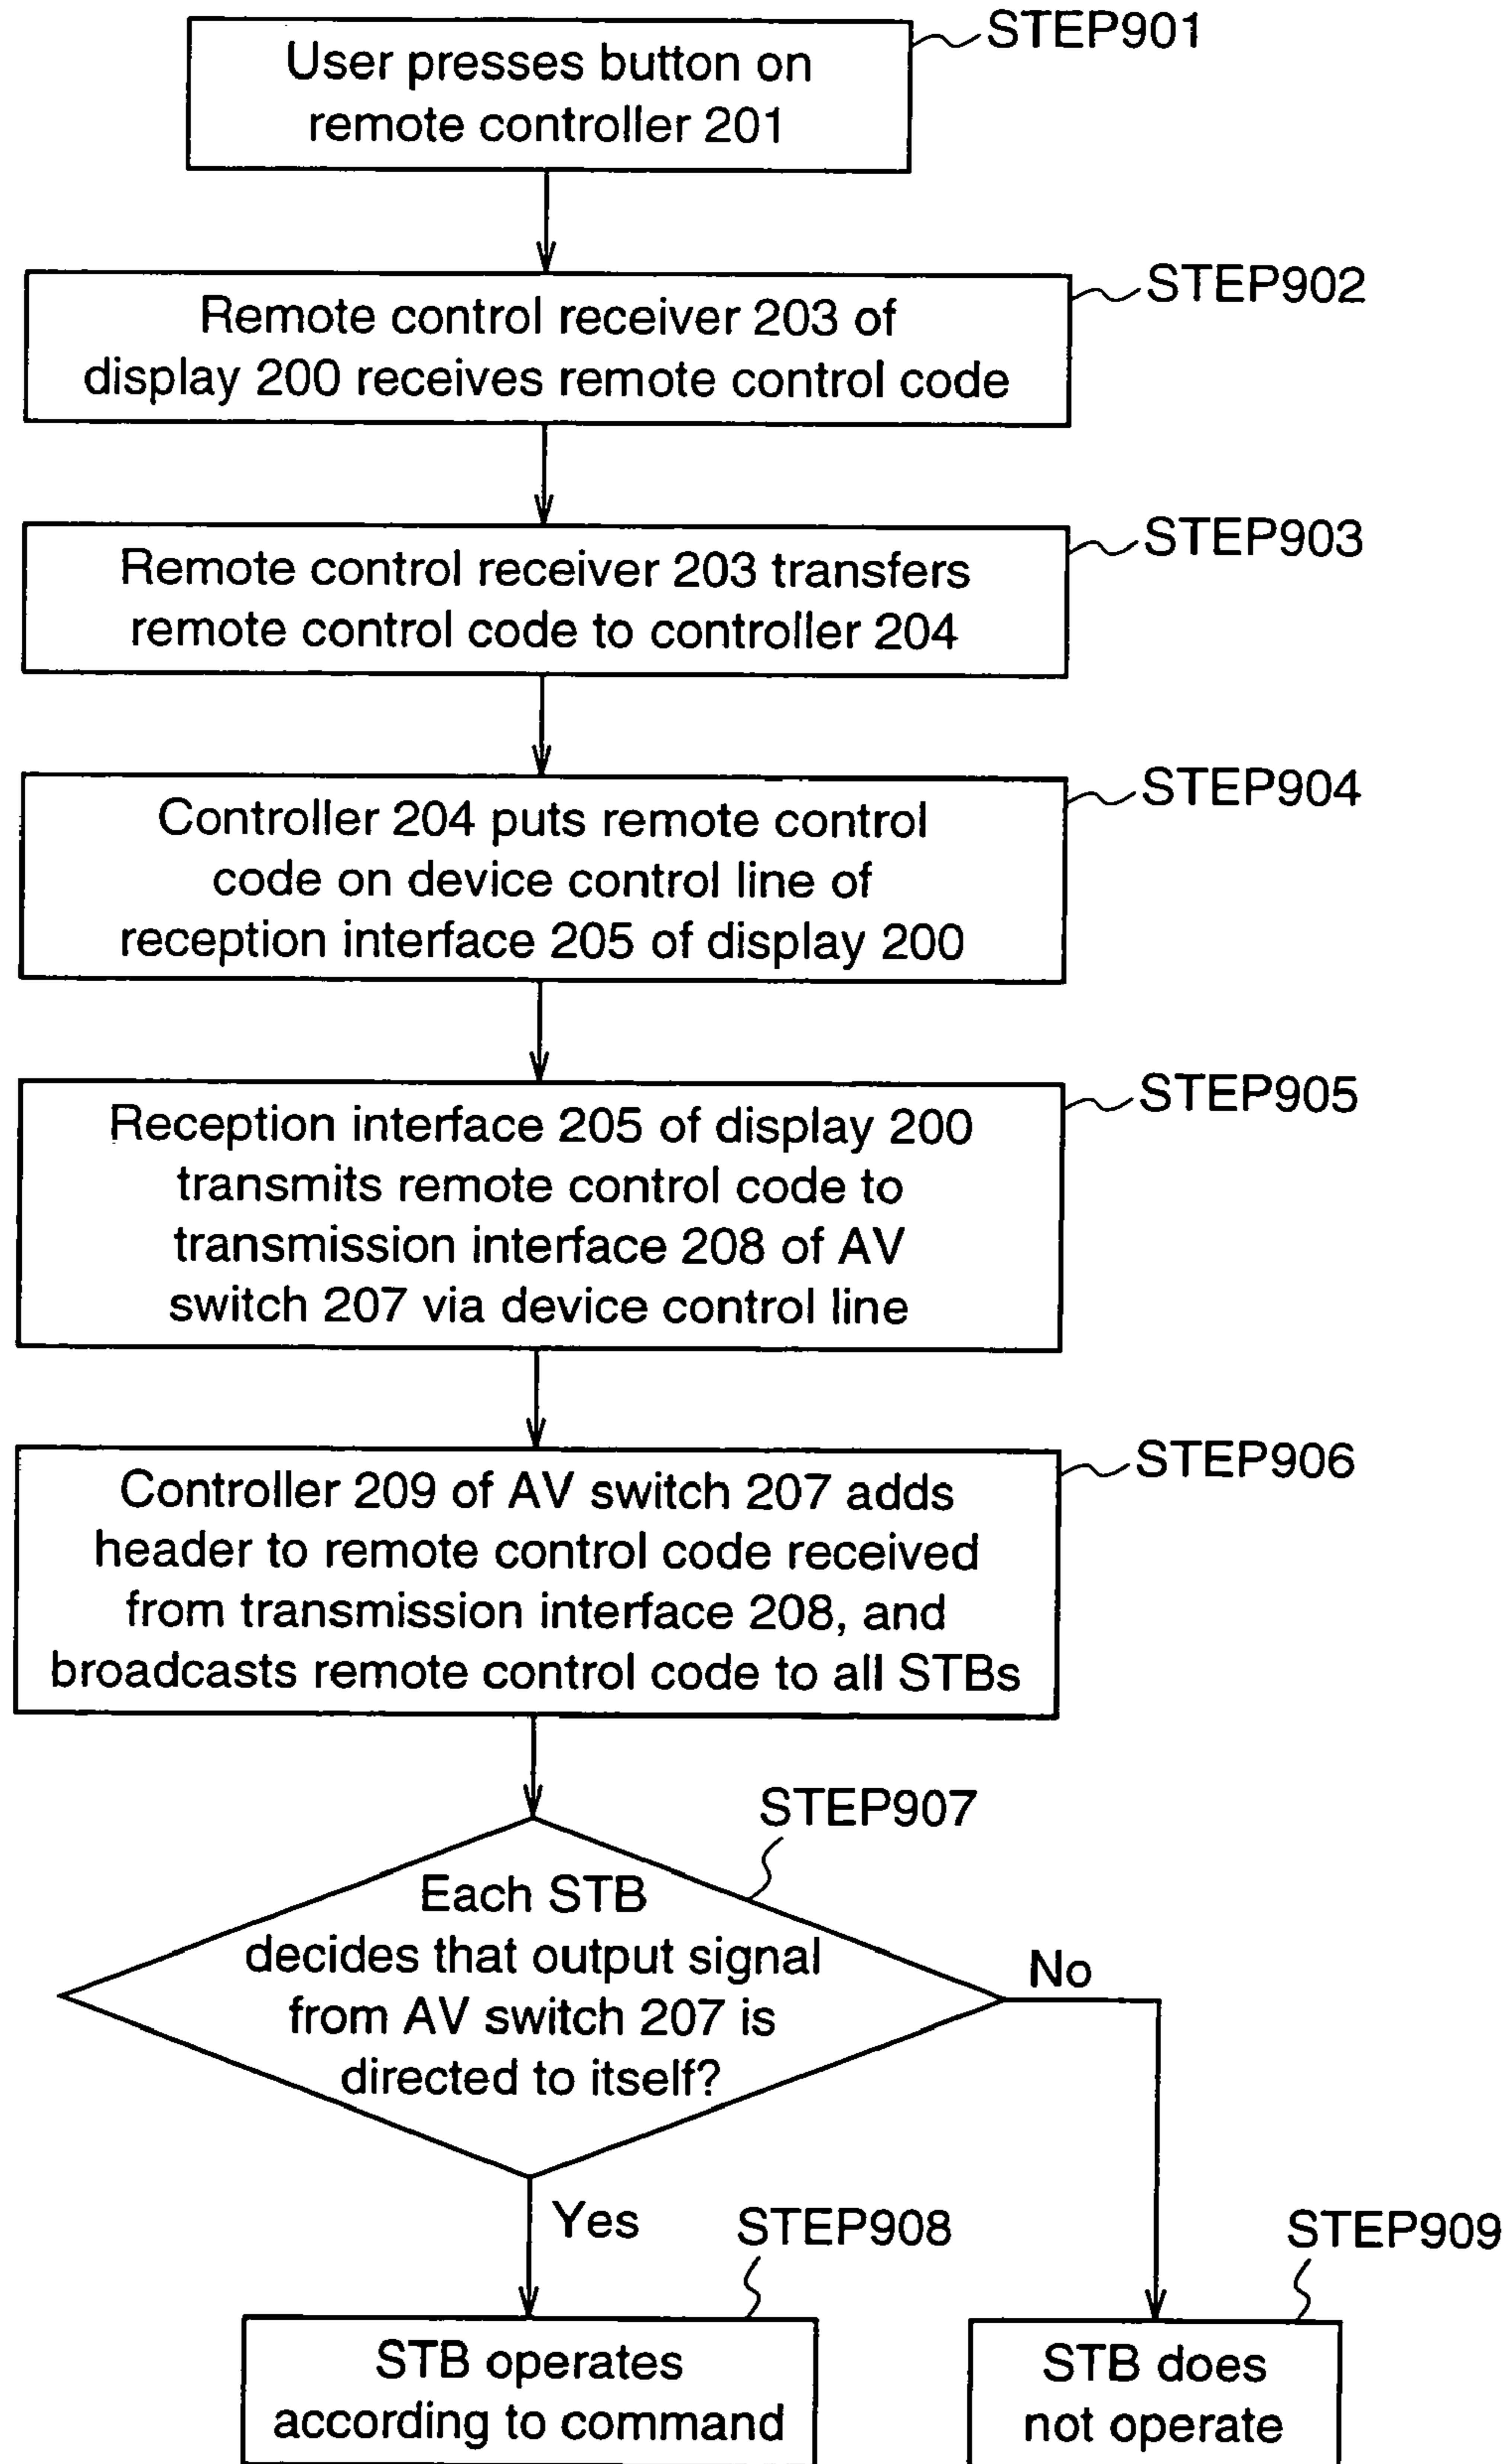 STEP901
User presses button on
remote controller 201
STEP902
Remote control receiver 203 of
display 200 receives remote control code
STEP903
Remote control receiver 203 transfers
remote control code to controller 204
STEP904
Controller 204 puts remote control
code on device control line of
reception interface 205 of display 200
STEP905
Reception interface 205 of display 200
transmits remote control code to
transmission interface 208 of AV
switch 207 via device control line
STEP906
Controller 209 of AV switch 207 adds
header to remote control code received
from transmission interface 208, and
broadcasts remote control code to all STBs
STEP907
Each STB
decides that output signal
from AV switch 207 is
directed to itself?
No
Yes
STEP908
STB operates
according to command
STEP909
STB does
not operate